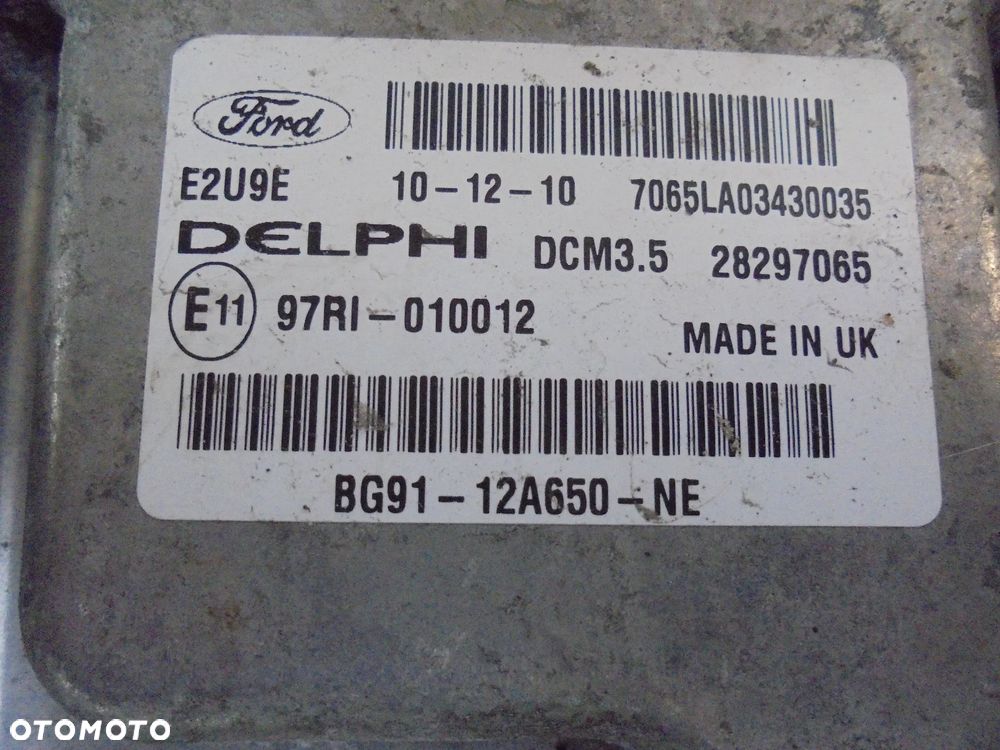 Ford
E2U9E 10-12-10 7065LA03430035
DELPHI DCM3.5 28297065
E11 97RI-010012
MADE IN UK
BG91-12A650-NE
OTOMOTO